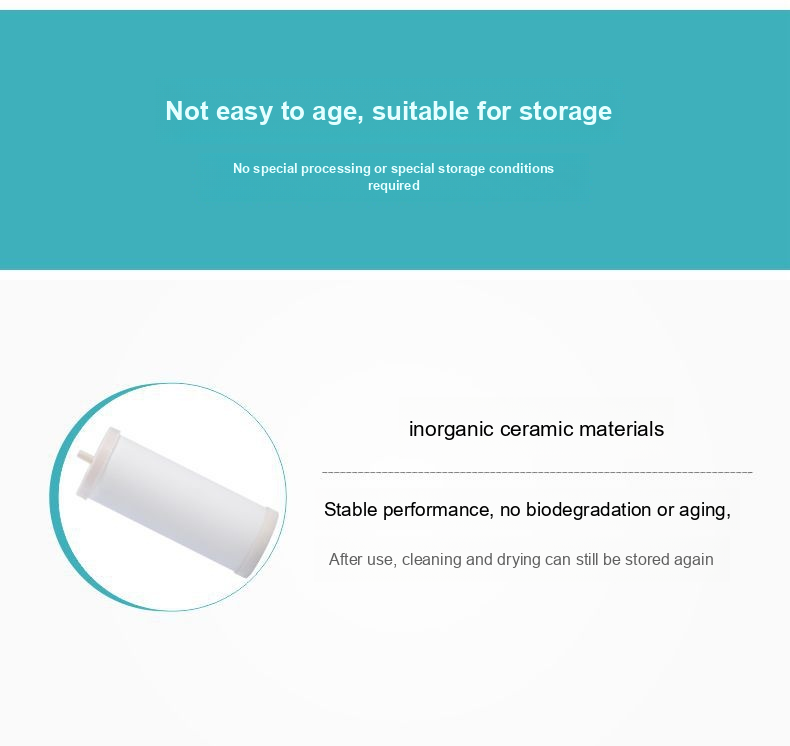 Not easy to age, suitable for storage
No special processing or special storage conditions
required
inorganic ceramic materials
Stable performance, no biodegradation or aging,
After use, cleaning and drying can still be stored again